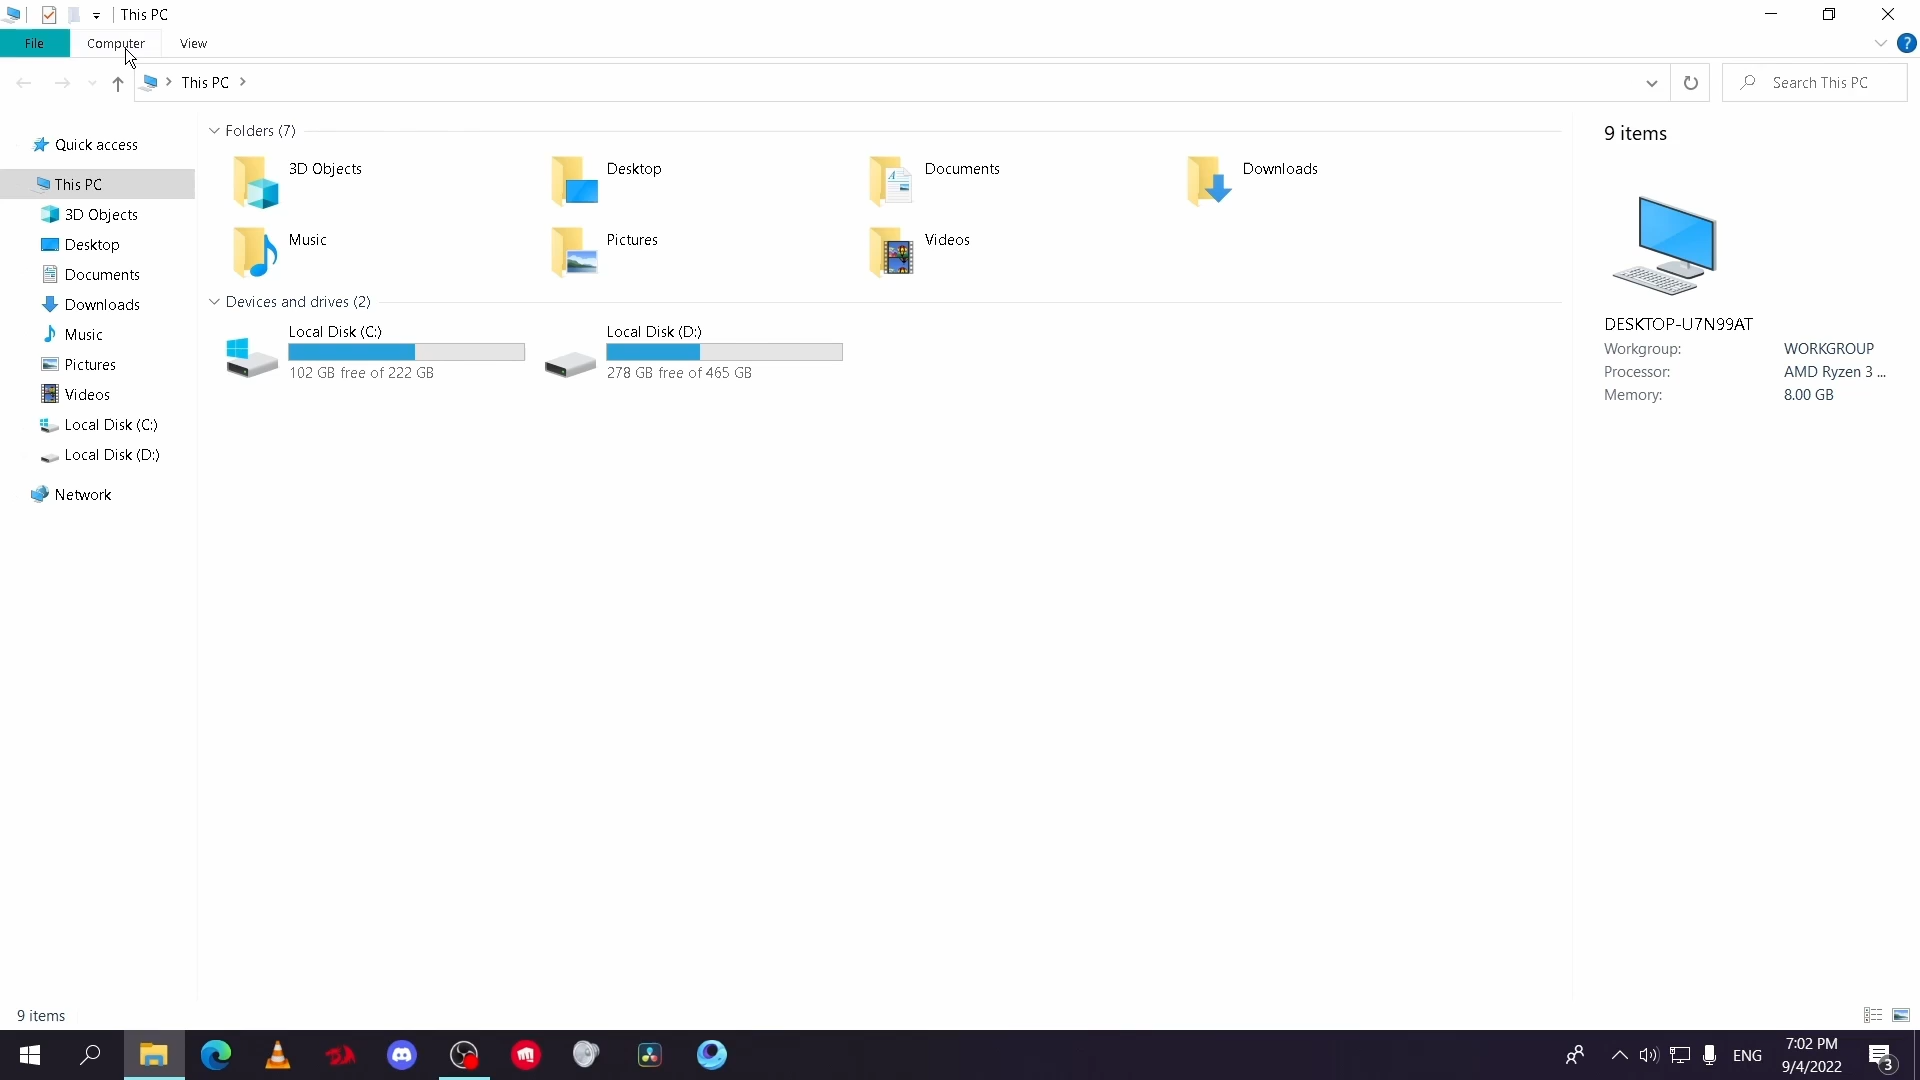 This PC
File
Computer
View
This PC
Search This PC
Quick access
This PC
3D Objects
Desktop
Documents
Downloads
Music
Pictures
Videos
Local Disk (C:)
Local Disk (D:)
Network
Folders (7)
3D Objects
Desktop
Documents
Downloads
Music
Pictures
Videos
Devices and drives (2)
Local Disk (C:)
102 GB free of 222 GB
Local Disk (D:)
278 GB free of 465 GB
9 items
DESKTOP-U7N99AT
Workgroup: WORKGROUP
Processor: AMD Ryzen 3 ...
Memory: 8.00 GB
9 items
ENG
7:02 PM
9/4/2022
3